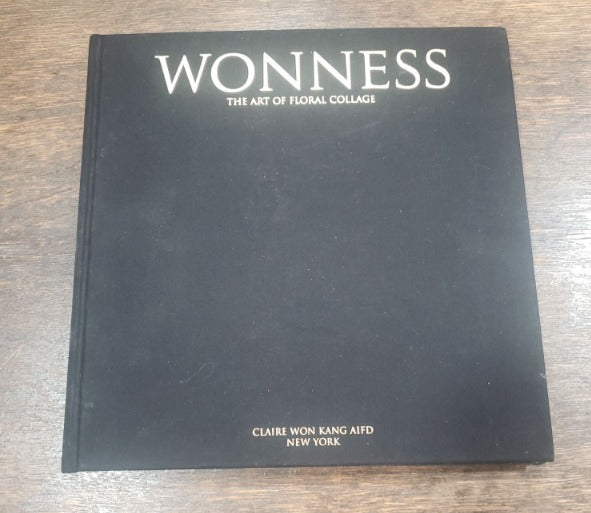 WONNESS
THE ART OF FLORAL COLLAGE
CLAIRE WON KANG AIFD
NEW YORK